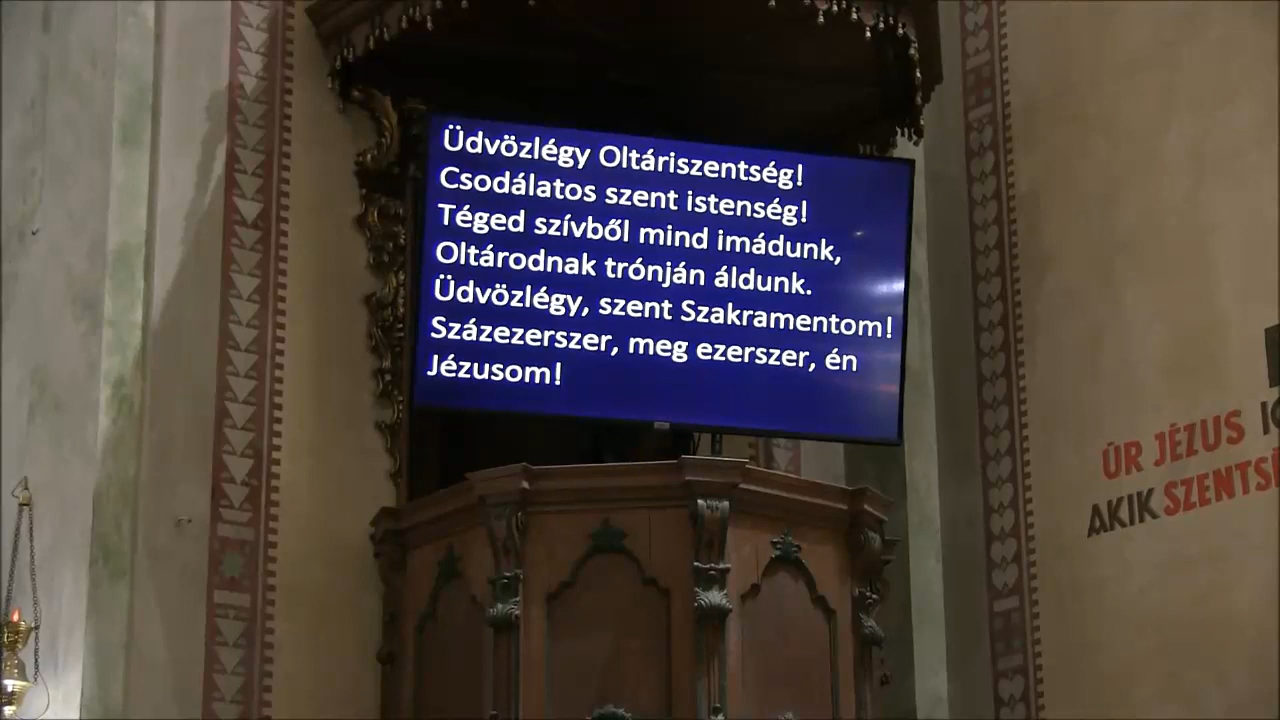 Üdvözlégy Oltáriszentség!
Csodálatos szent istenség!
Téged szívből mind imádunk,
Oltárodnak trónján áldunk.
Üdvözlégy, szent Szakramentom!
Százezerszer, meg ezerszer, én
Jézusom!
ÚR JÉZUS
AKIK